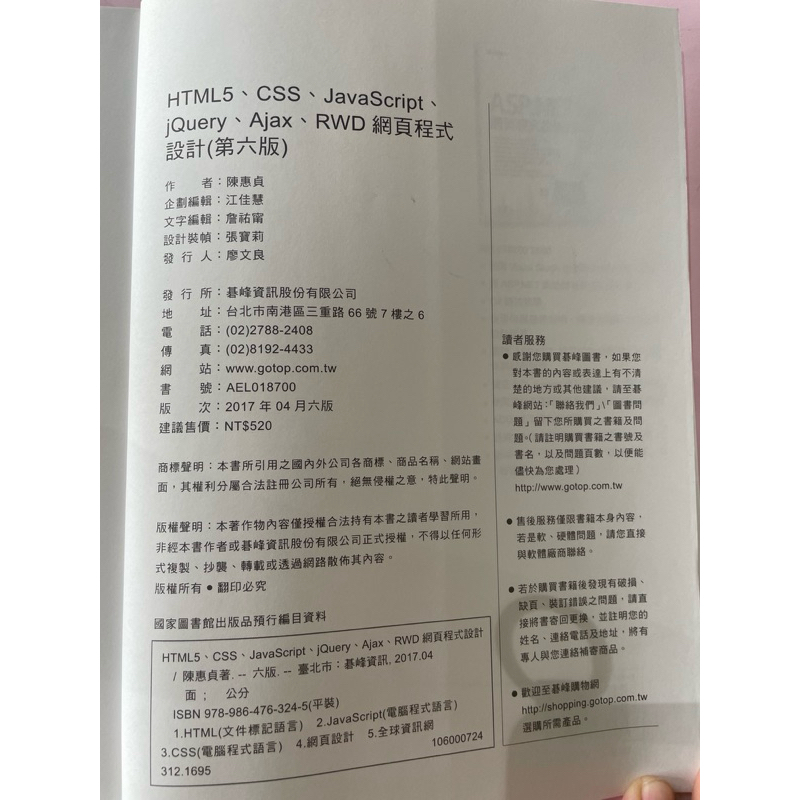 HTML5、CSS、JavaScript、
jQuery、Ajax、RWD 網頁程式
設計(第六版)
作　　者：陳惠貞
企劃編輯：江佳慧
文字編輯：詹祐甯
設計裝幀：張寶莉
發 行 人：廖文良
發 行 所：碁峰資訊股份有限公司
地　　址：台北市南港區三重路 66 號 7 樓之 6
電　　話：(02)2788-2408
傳　　真：(02)8192-4433
網　　站：www.gotop.com.tw
書　　號：AEL018700
版　　次：2017 年 04 月六版
建議售價：NT$520
商標聲明：本書所引用之國內外公司各商標、商品名稱、網站畫
面，其權利分屬合法註冊公司所有，絕無侵權之意，特此聲明。
版權聲明：本著作物內容僅授權合法持有本書之讀者學習所用，
非經本書作者或碁峰資訊股份有限公司正式授權，不得以任何形
式複製、抄襲、轉載或透過網路散佈其內容。
版權所有 ● 翻印必究
國家圖書館出版品預行編目資料
HTML5、CSS、JavaScript、jQuery、Ajax、RWD 網頁程式設計
/ 陳惠貞著. -- 六版. -- 臺北市：碁峰資訊, 2017.04
面；　公分
ISBN 978-986-476-324-5(平裝)
1.HTML(文件標記語言)　2.JavaScript(電腦程式語言)
3.CSS(電腦程式語言)　4.網頁設計　5.全球資訊網
312.1695　106000724
讀者服務
● 感謝您購買碁峰圖書，如果您
對本書的內容或表達上有不清
楚的地方或其他建議，請至碁
峰網站：「聯絡我們」\「圖書問
題」留下您所購買之書籍及問
題。（請註明購買書籍之書號及
書名，以及問題頁數，以便能
儘快為您處理）
http://www.gotop.com.tw
● 售後服務僅限書籍本身內容，
若是軟、硬體問題，請您直接
與軟體廠商聯絡。
● 若於購買書籍後發現有破損、
缺頁、裝訂錯誤之問題，請直
接將書寄回更換，並註明您的
姓名、連絡電話及地址，將有
專人與您連絡補寄商品。
● 歡迎至碁峰購物網
http://shopping.gotop.com.tw
選購所需產品。